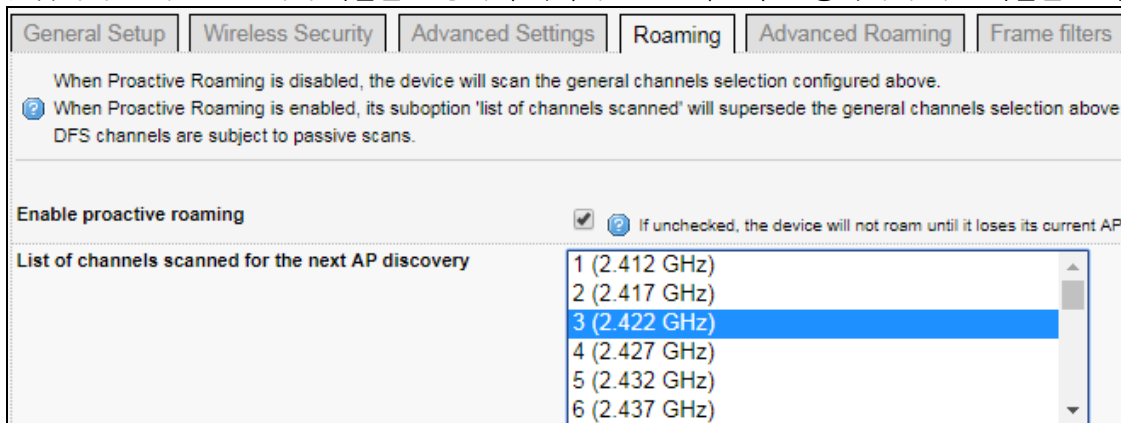 General Setup Wireless Security Advanced Settings Roaming Advanced Roaming Frame filters
When Proactive Roaming is disabled, the device will scan the general channels selection configured above.
When Proactive Roaming is enabled, its suboption 'list of channels scanned' will supersede the general channels selection above
DFS channels are subject to passive scans.
Enable proactive roaming
If unchecked, the device will not roam until it loses its current AP
List of channels scanned for the next AP discovery
1 (2.412 GHz)
2 (2.417 GHz)
3 (2.422 GHz)
4 (2.427 GHz)
5 (2.432 GHz)
6 (2.437 GHz)